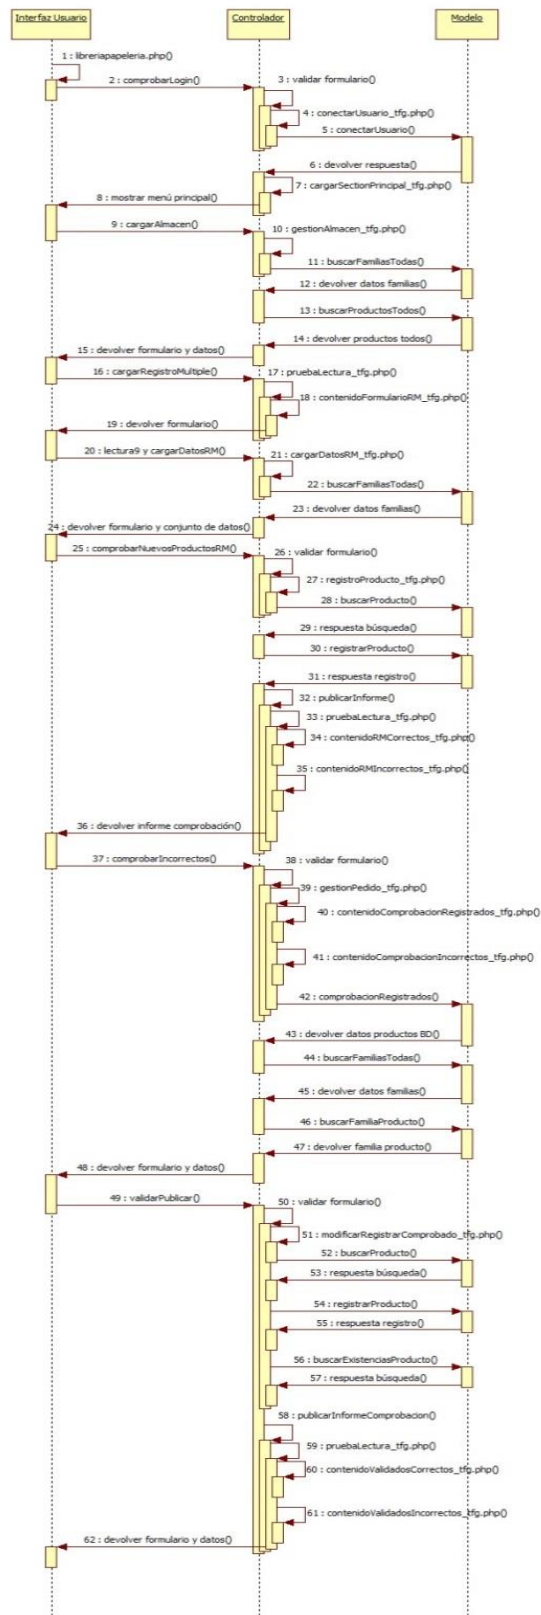 Interfaz Usuario
Controlador
Modelo
1 : libreriapapeleria.php()
2 : comprobarLogin()
3 : validar formulario()
4 : conectarUsuario_tfg.php()
5 : conectarUsuario()
6 : devolver respuesta()
7 : cargarSectionPrincipal_tfg.php()
8 : mostrar menú principal()
9 : cargarAlmacen()
10 : gestionAlmacen_tfg.php()
11 : buscarFamiliasTodas()
12 : devolver datos familias()
13 : buscarProductosTodos()
14 : devolver productos todos()
15 : devolver formulario y datos()
16 : cargarRegistroMultiple()
17 : pruebaLectura_tfg.php()
18 : contenidoFormularioRM_tfg.php()
19 : devolver formulario()
20 : lectura9 y cargarDatosRM()
21 : cargarDatosRM_tfg.php()
22 : buscarFamiliasTodas()
23 : devolver datos familias()
24 : devolver formulario y conjunto de datos()
25 : comprobarNuevosProductosRM()
26 : validar formulario()
27 : registroProducto_tfg.php()
28 : buscarProducto()
29 : respuesta búsqueda()
30 : registrarProducto()
31 : respuesta registro()
32 : publicarInforme()
33 : pruebaLectura_tfg.php()
34 : contenidoRMCorrectos_tfg.php()
35 : contenidoRMIncorrectos_tfg.php()
36 : devolver informe comprobación()
37 : comprobarIncorrectos()
38 : validar formulario()
39 : gestionPedido_tfg.php()
40 : contenidoComprobacionRegistrados_tfg.php()
41 : contenidoComprobacionIncorrectos_tfg.php()
42 : comprobacionRegistrados()
43 : devolver datos productos BD()
44 : buscarFamiliasTodas()
45 : devolver datos familias()
46 : buscarFamiliaProducto()
47 : devolver familia producto()
48 : devolver formulario y datos()
49 : validarPublicar()
50 : validar formulario()
51 : modificarRegistrarComprobado_tfg.php()
52 : buscarProducto()
53 : respuesta búsqueda()
54 : registrarProducto()
55 : respuesta registro()
56 : buscarExistenciasProducto()
57 : respuesta búsqueda()
58 : publicarInformeComprobacion()
59 : pruebaLectura_tfg.php()
60 : contenidoValidadosCorrectos_tfg.php()
61 : contenidoValidadosIncorrectos_tfg.php()
62 : devolver formulario y datos()